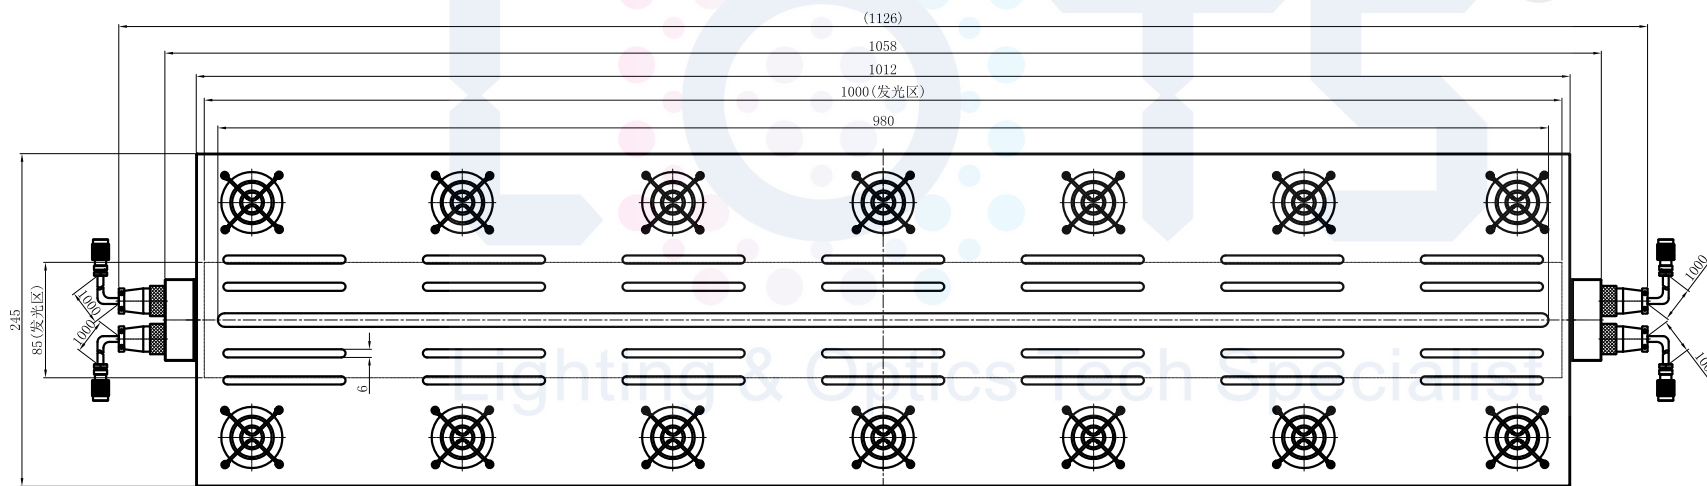 (1126)
1058
1012
1000(发光区)
980
245
85(发光区)
1000
1000
1000
6
LOTS
Lighting & Optics Tech Specialist